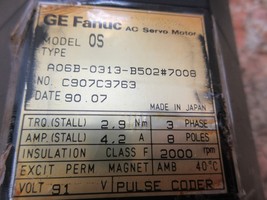 GE Fanuc AC Servo Motor
MODEL 0S
TYPE
A06B-0313-B502#7008
NO. C907C3763
DATE 90.07
MADE IN JAPAN
TRQ.(STALL) 2.9 Nm 3 PHASE
AMP.(STALL) 4.2 A 8 POLES
INSULATION CLASS F 2000 rpm
EXCIT PERM MAGNET AMB 40°C
VOLT 91 V PULSE CODER